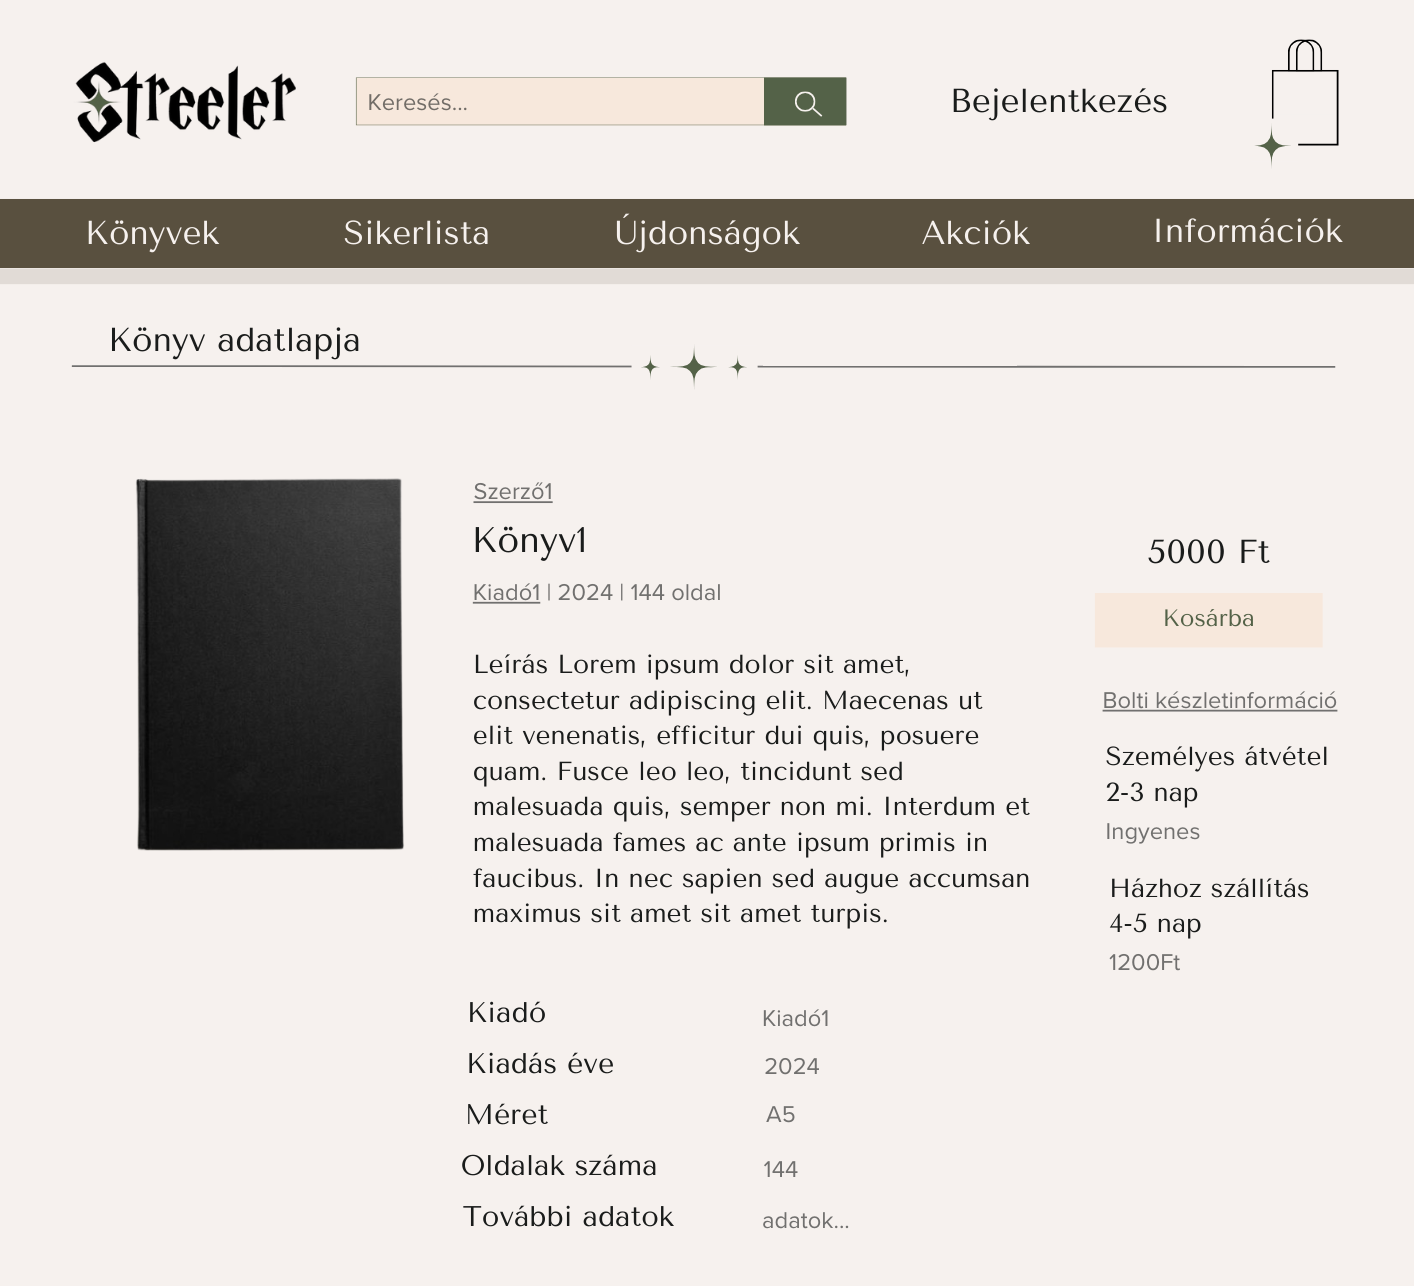 Streeler
Keresés...
Bejelentkezés
Könyvek
Sikerlista
Újdonságok
Akciók
Információk
Könyv adatlapja
Szerző1
Könyv1
Kiadó1 | 2024 | 144 oldal
Leírás Lorem ipsum dolor sit amet,
consectetur adipiscing elit. Maecenas ut
elit venenatis, efficitur dui quis, posuere
quam. Fusce leo leo, tincidunt sed
malesuada quis, semper non mi. Interdum et
malesuada fames ac ante ipsum primis in
faucibus. In nec sapien sed augue accumsan
maximus sit amet sit amet turpis.
5000 Ft
Kosárba
Bolti készletinformáció
Személyes átvétel
2-3 nap
Ingyenes
Házhoz szállítás
4-5 nap
1200Ft
Kiadó Kiadó1
Kiadás éve 2024
Méret A5
Oldalak száma 144
További adatok adatok...